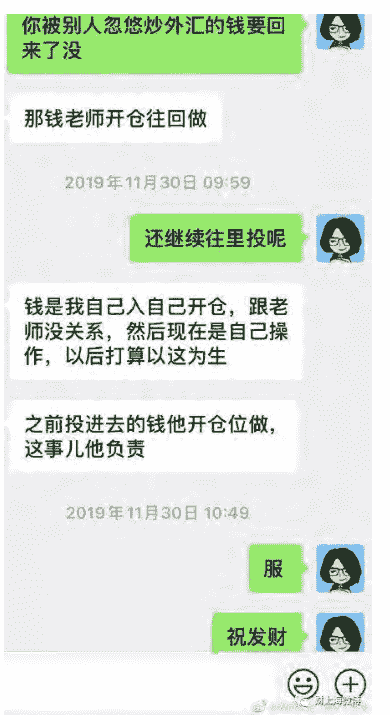 你被别人忽悠炒外汇的钱要回
来了没
那钱老师开仓往回做
2019年11月30日 09:59
还继续往里投呢
钱是我自己入自己开仓，跟老
师没关系，然后现在是自己操
作，以后打算以这为生
之前投进去的钱他开仓位做，
这事儿他负责
2019年11月30日 10:49
服
祝发财